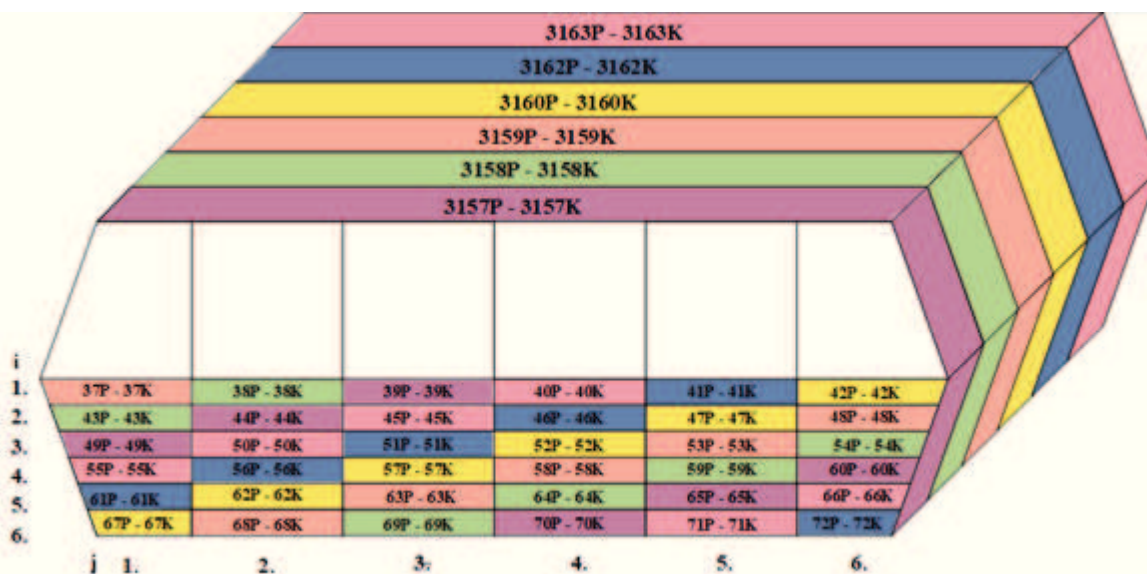 3163P - 3163K
3162P - 3162K
3160P - 3160K
3159P - 3159K
3158P - 3158K
3157P - 3157K
i
1. 37P - 37K 38P - 38K 39P - 39K 40P - 40K 41P - 41K 42P - 42K
2. 43P - 43K 44P - 44K 45P - 45K 46P - 46K 47P - 47K 48P - 48K
3. 49P - 49K 50P - 50K 51P - 51K 52P - 52K 53P - 53K 54P - 54K
4. 55P - 55K 56P - 56K 57P - 57K 58P - 58K 59P - 59K 60P - 60K
5. 61P - 61K 62P - 62K 63P - 63K 64P - 64K 65P - 65K 66P - 66K
6. 67P - 67K 68P - 68K 69P - 69K 70P - 70K 71P - 71K 72P - 72K
j 1. 2. 3. 4. 5. 6.